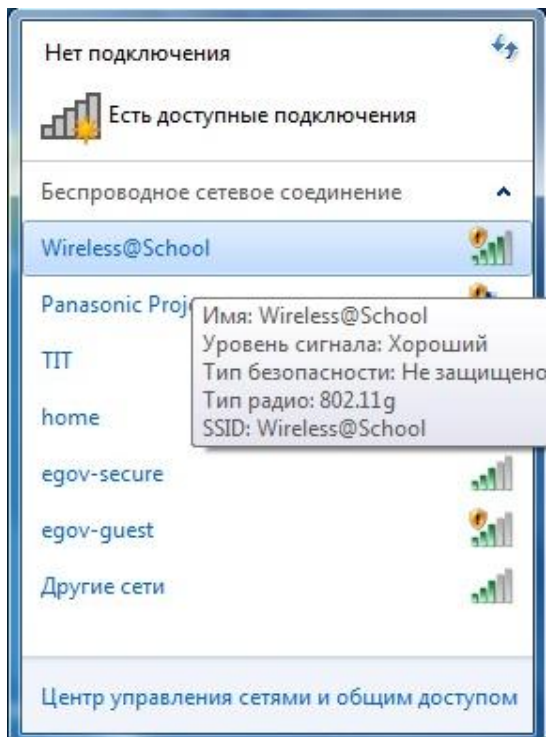 Нет подключения
Есть доступные подключения
Беспроводное сетевое соединение
Wireless@School
Panasonic Proj
Имя: Wireless@School
Уровень сигнала: Хороший
Тип безопасности: Не защищено
Тип радио: 802.11g
SSID: Wireless@School
TIT
home
egov-secure
egov-guest
Другие сети
Центр управления сетями и общим доступом